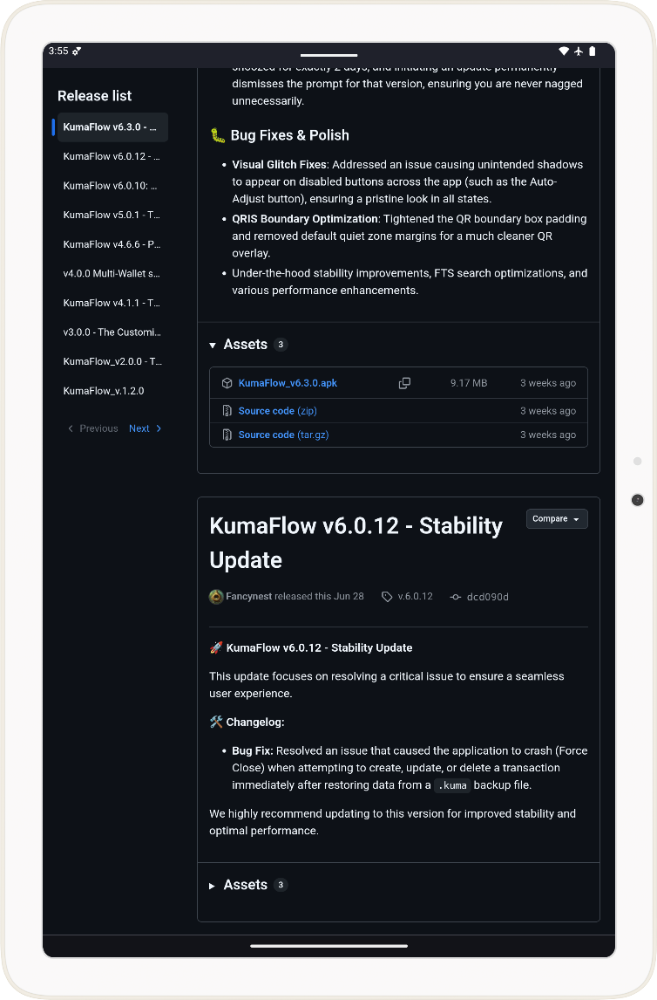 3:55
Release list
KumaFlow v6.3.0 - ...
KumaFlow v6.0.12 - ...
KumaFlow v6.0.10: ...
KumaFlow v5.0.1 - T...
KumaFlow v4.6.6 - P...
v4.0.0 Multi-Wallet s...
KumaFlow v4.1.1 - T...
v3.0.0 - The Customi...
KumaFlow_v2.0.0 - T...
KumaFlow_v.1.2.0
Previous Next
snoozed for exactly 2 days, and initiating an update permanently
dismisses the prompt for that version, ensuring you are never nagged
unnecessarily.
🐛 Bug Fixes & Polish
• Visual Glitch Fixes: Addressed an issue causing unintended shadows
to appear on disabled buttons across the app (such as the Auto-
Adjust button), ensuring a pristine look in all states.
• QRIS Boundary Optimization: Tightened the QR boundary box padding
and removed default quiet zone margins for a much cleaner QR
overlay.
• Under-the-hood stability improvements, FTS search optimizations, and
various performance enhancements.
Assets 3
KumaFlow_v6.3.0.apk 9.17 MB 3 weeks ago
Source code (zip) 3 weeks ago
Source code (tar.gz) 3 weeks ago
KumaFlow v6.0.12 - Stability
Update
Compare
Fancynest released this Jun 28 v.6.0.12 dcd090d
🚀 KumaFlow v6.0.12 - Stability Update
This update focuses on resolving a critical issue to ensure a seamless
user experience.
🛠️ Changelog:
• Bug Fix: Resolved an issue that caused the application to crash (Force
Close) when attempting to create, update, or delete a transaction
immediately after restoring data from a .kuma backup file.
We highly recommend updating to this version for improved stability and
optimal performance.
Assets 3